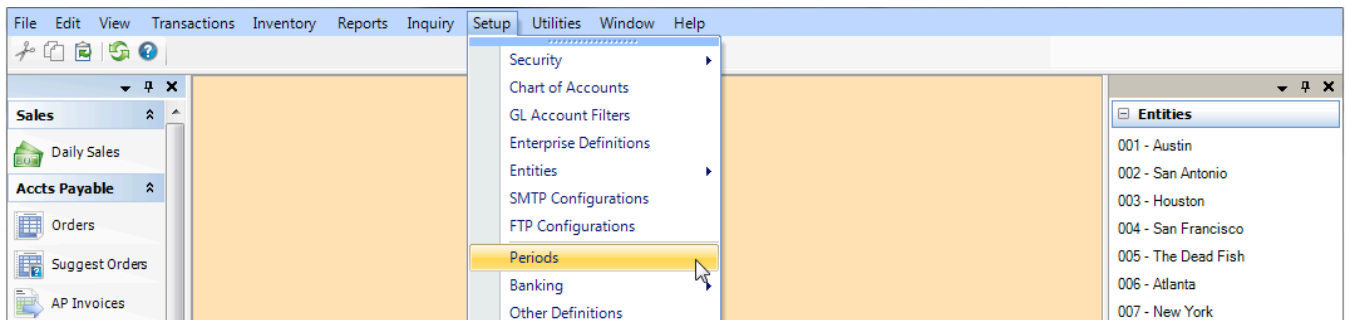 File Edit View Transactions Inventory Reports Inquiry Setup Utilities Window Help
Sales
Daily Sales
Accts Payable
Orders
Suggest Orders
AP Invoices
Security
Chart of Accounts
GL Account Filters
Enterprise Definitions
Entities
SMTP Configurations
FTP Configurations
Periods
Banking
Other Definitions
Entities
001 - Austin
002 - San Antonio
003 - Houston
004 - San Francisco
005 - The Dead Fish
006 - Atlanta
007 - New York